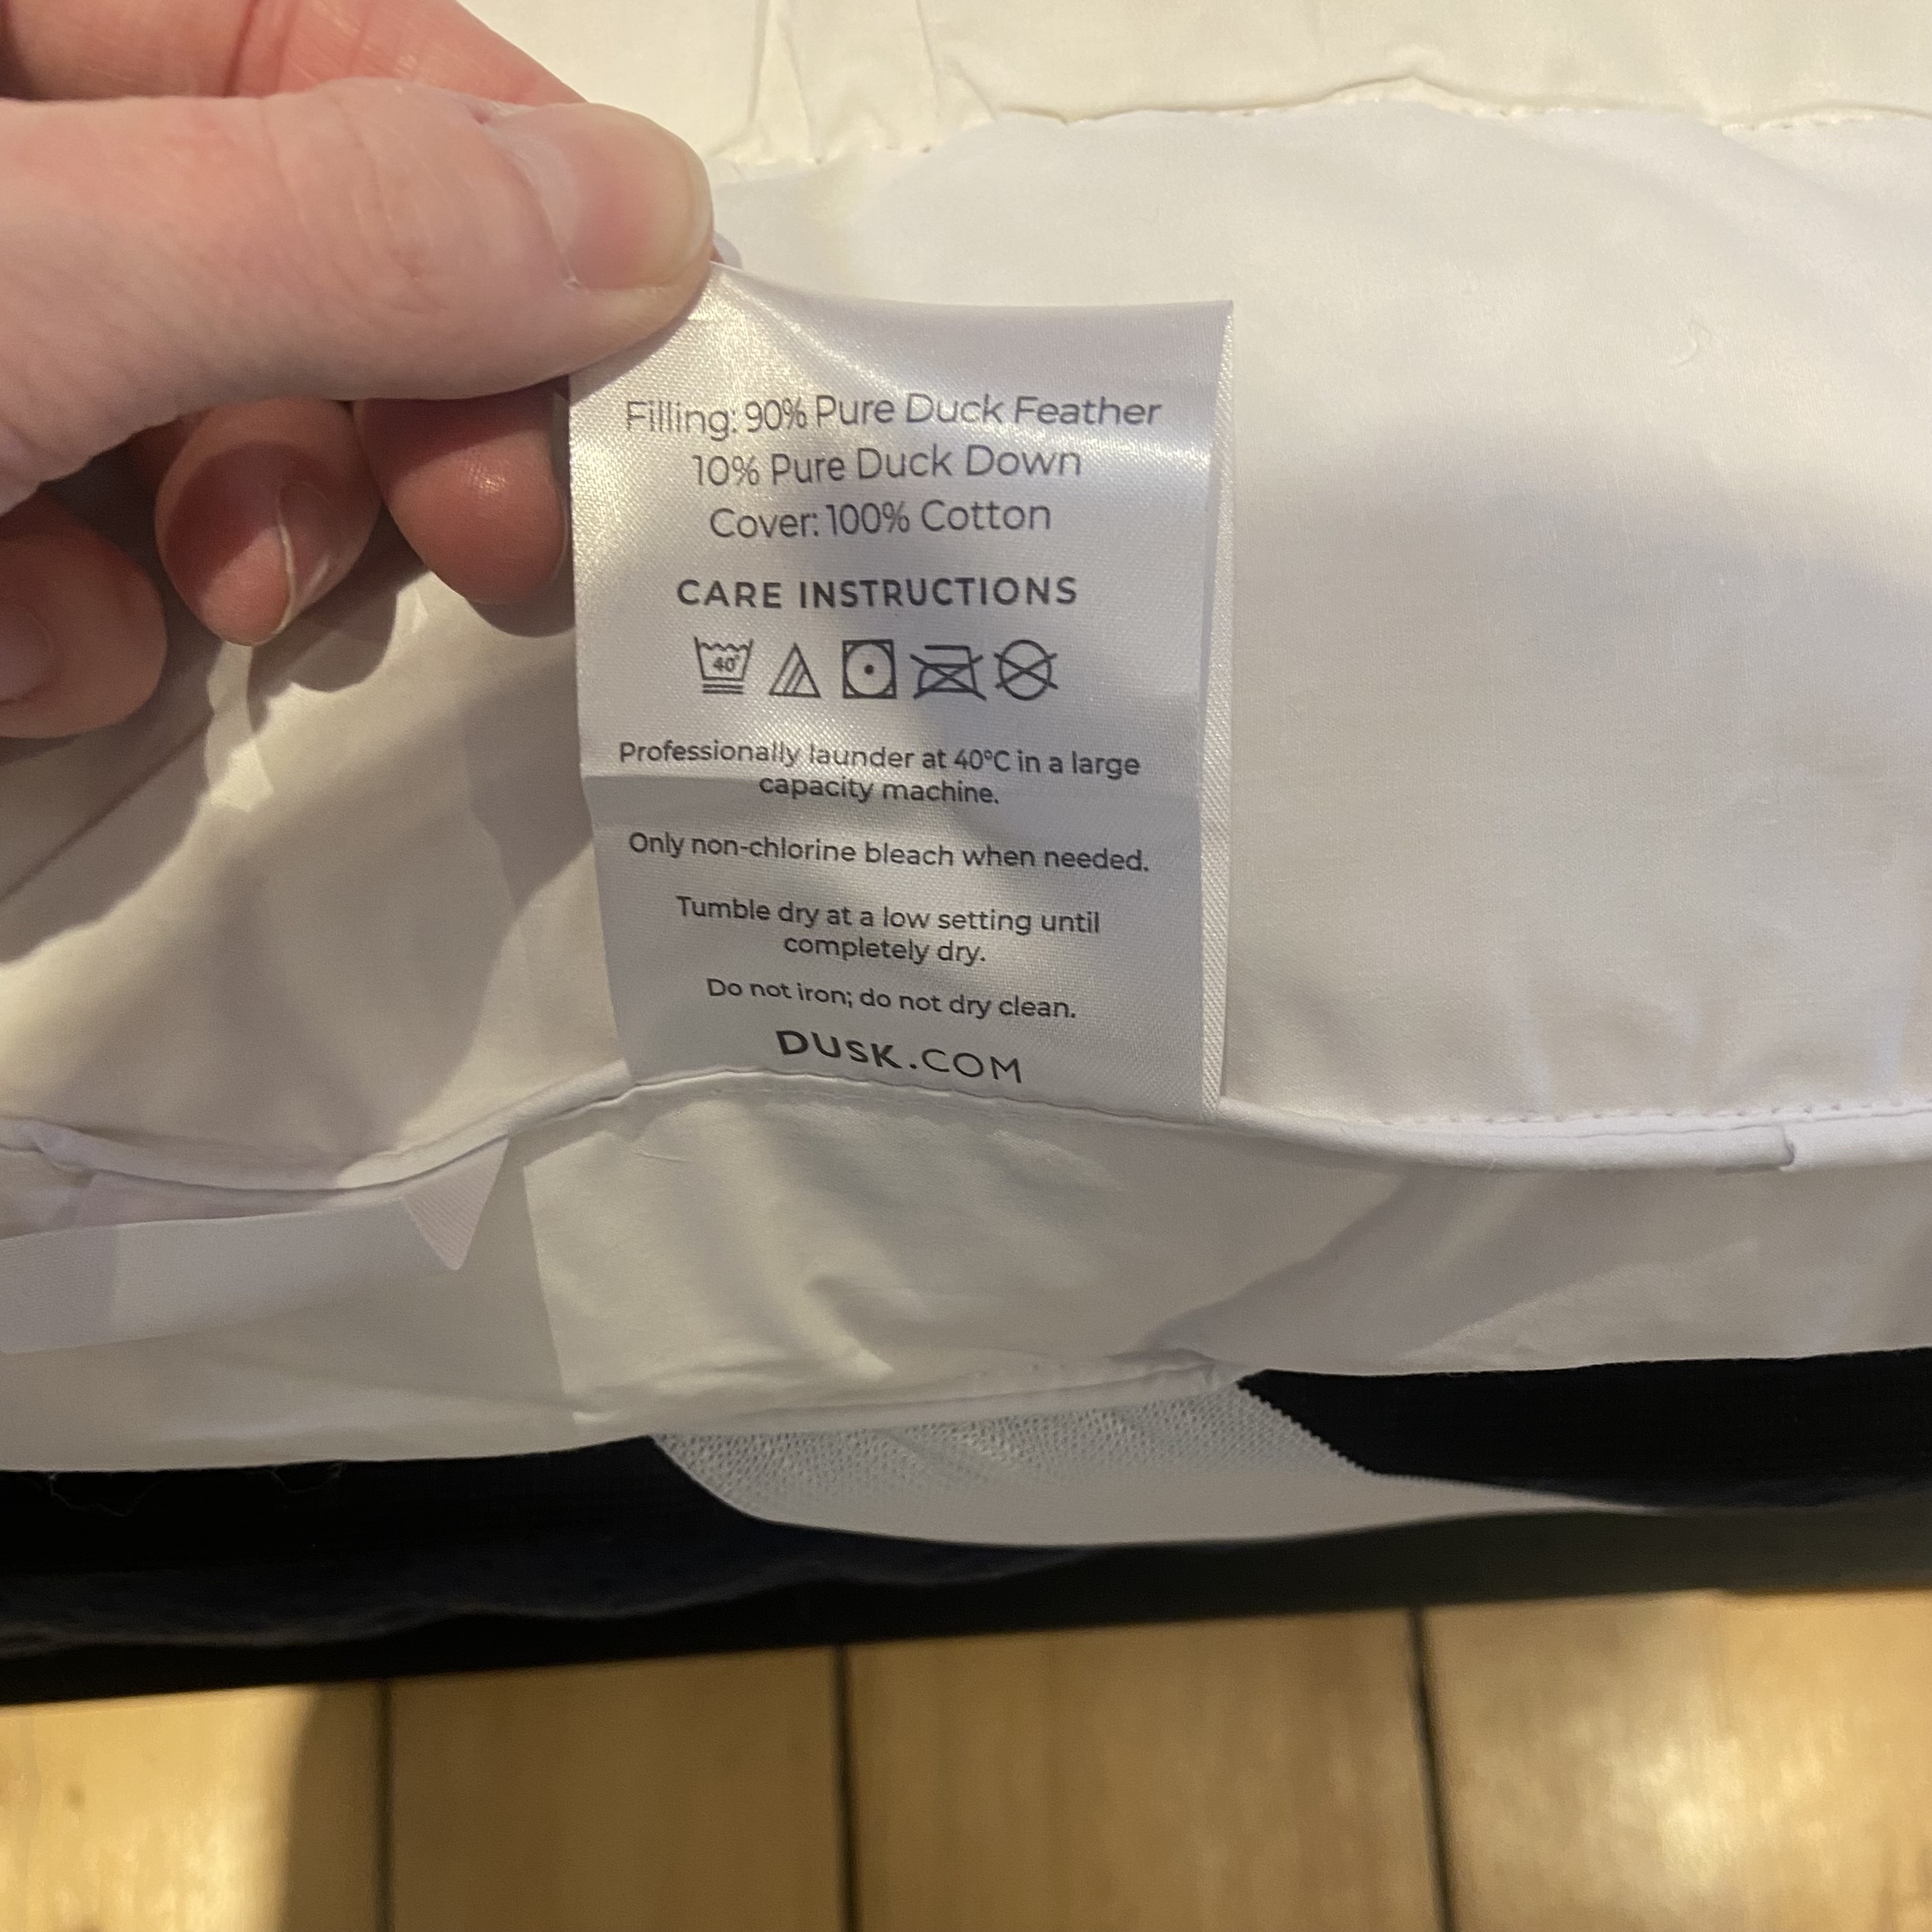 Filling: 90% Pure Duck Feather
10% Pure Duck Down
Cover: 100% Cotton
CARE INSTRUCTIONS
40°
Professionally launder at 40°C in a large
capacity machine.
Only non-chlorine bleach when needed.
Tumble dry at a low setting until
completely dry.
Do not iron; do not dry clean.
DUSK.COM